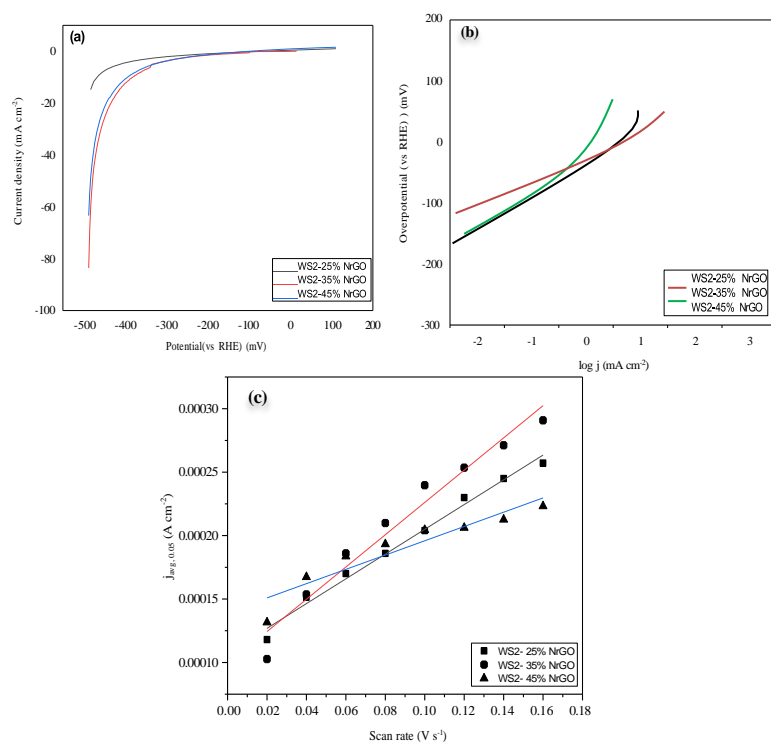 (a)
0
-20
-40
-60
-80
-100
Current density (mA cm-2)
-500 -400 -300 -200 -100 0 100 200
Potential(vs RHE) (mV)
WS2-25% NrGO
WS2-35% NrGO
WS2-45% NrGO
(b)
200
100
0
-100
-200
-300
Overpotential (vs RHE) ) (mV)
-2 -1 0 1 2 3
log j (mA cm-2)
WS2-25% NrGO
WS2-35% NrGO
WS2-45% NrGO
(c)
0.00030
0.00025
0.00020
0.00015
0.00010
javg, 0.05 (A cm-2)
0.00 0.02 0.04 0.06 0.08 0.10 0.12 0.14 0.16 0.18
Scan rate (V s-1)
WS2- 25% NrGO
WS2- 35% NrGO
WS2- 45% NrGO